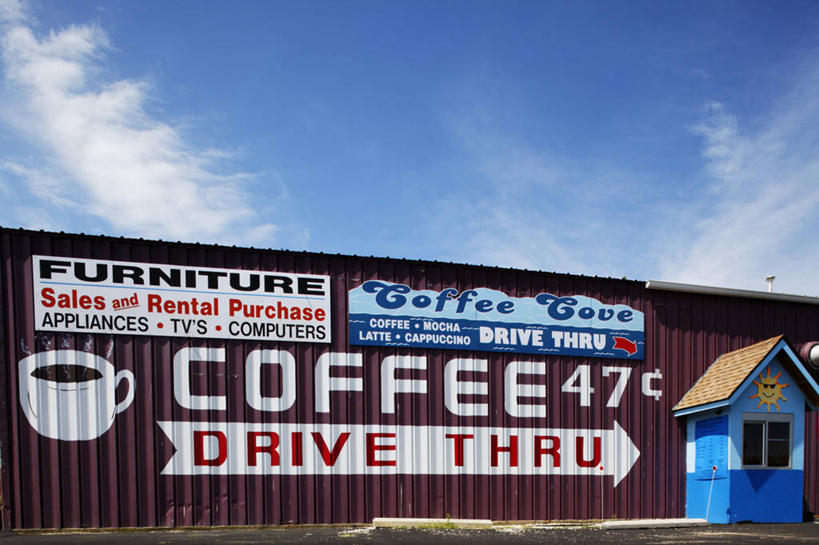 FURNITURE
Sales and Rental Purchase
APPLIANCES • TV'S • COMPUTERS
Coffee Cove
COFFEE • MOCHA
LATTE • CAPPUCCINO
DRIVE THRU
COFFEE 47¢
DRIVE THRU